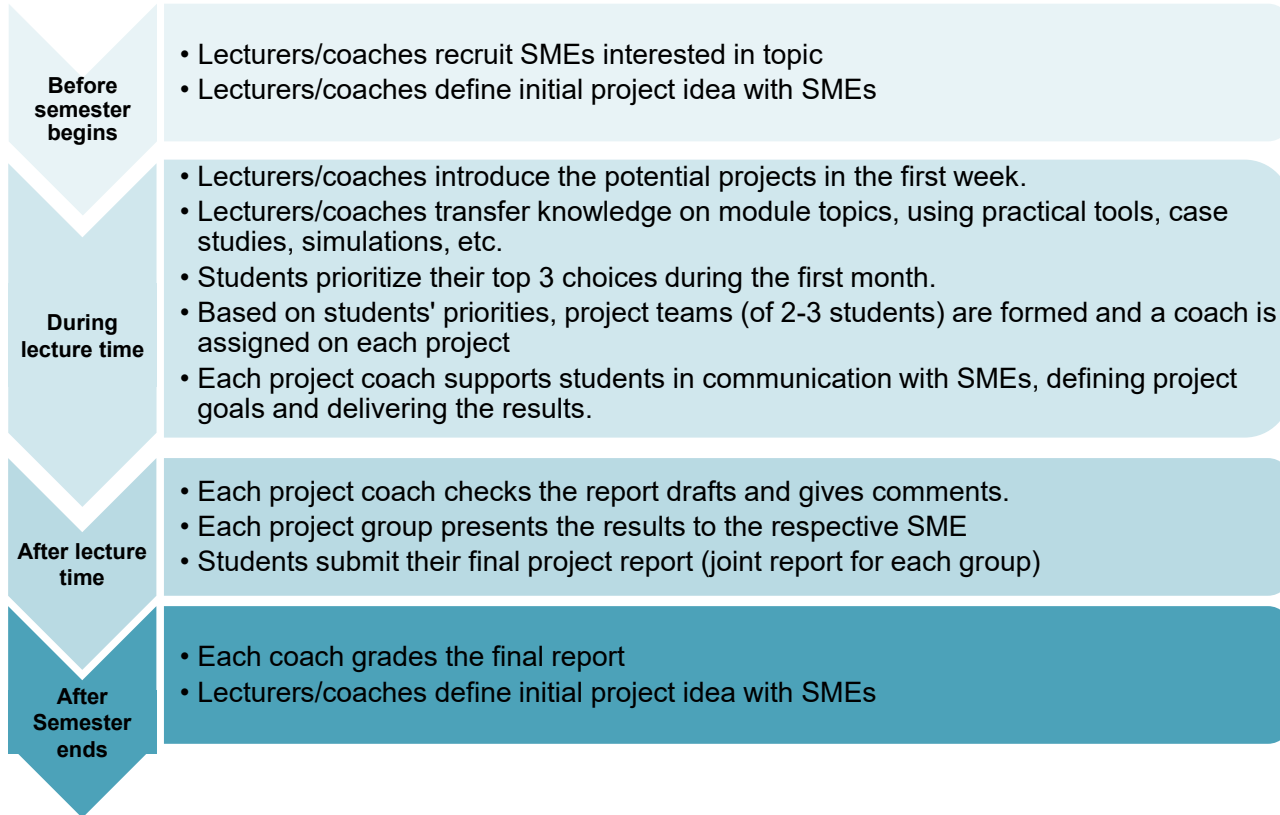 Before
semester
begins
• Lecturers/coaches recruit SMEs interested in topic
• Lecturers/coaches define initial project idea with SMEs
During
lecture time
• Lecturers/coaches introduce the potential projects in the first week.
• Lecturers/coaches transfer knowledge on module topics, using practical tools, case
studies, simulations, etc.
• Students prioritize their top 3 choices during the first month.
• Based on students' priorities, project teams (of 2-3 students) are formed and a coach is
assigned on each project
• Each project coach supports students in communication with SMEs, defining project
goals and delivering the results.
After lecture
time
• Each project coach checks the report drafts and gives comments.
• Each project group presents the results to the respective SME
• Students submit their final project report (joint report for each group)
After
Semester
ends
• Each coach grades the final report
• Lecturers/coaches define initial project idea with SMEs